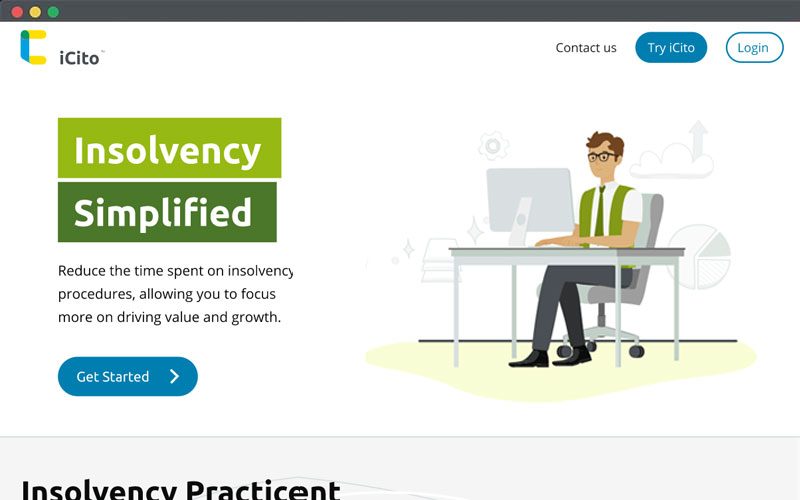 iCito™
Contact us
Try iCito
Login
Insolvency
Simplified
Reduce the time spent on insolvency
procedures, allowing you to focus
more on driving value and growth.
Get Started
Insolvency Practicent